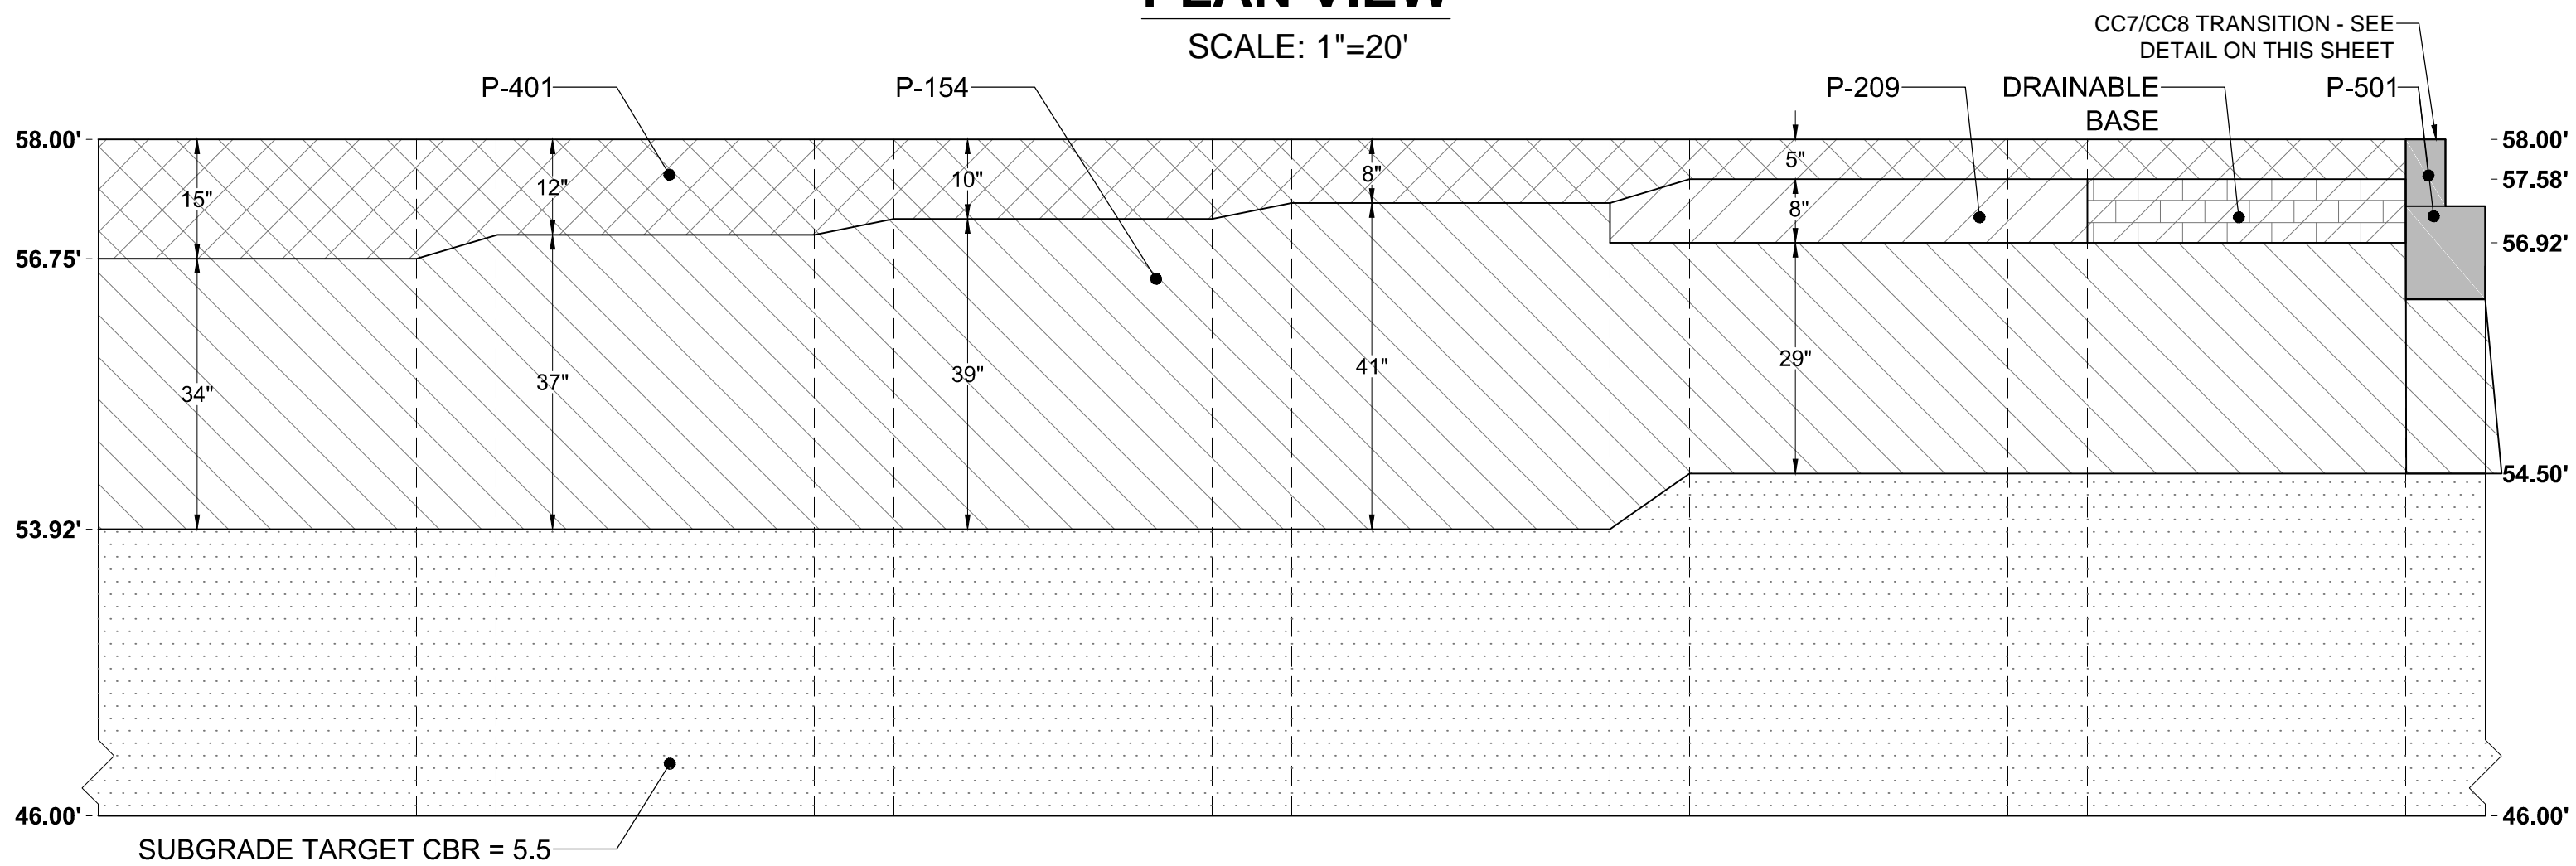 PLAN VIEW
SCALE: 1"=20'
CC7/CC8 TRANSITION - SEE
DETAIL ON THIS SHEET
P-401
P-154
P-209
DRAINABLE
BASE
P-501
58.00'
58.00'
15"
12"
10"
8"
5"
57.58'
8"
56.92'
56.75'
34"
37"
39"
41"
29"
54.50'
53.92'
46.00'
46.00'
SUBGRADE TARGET CBR = 5.5